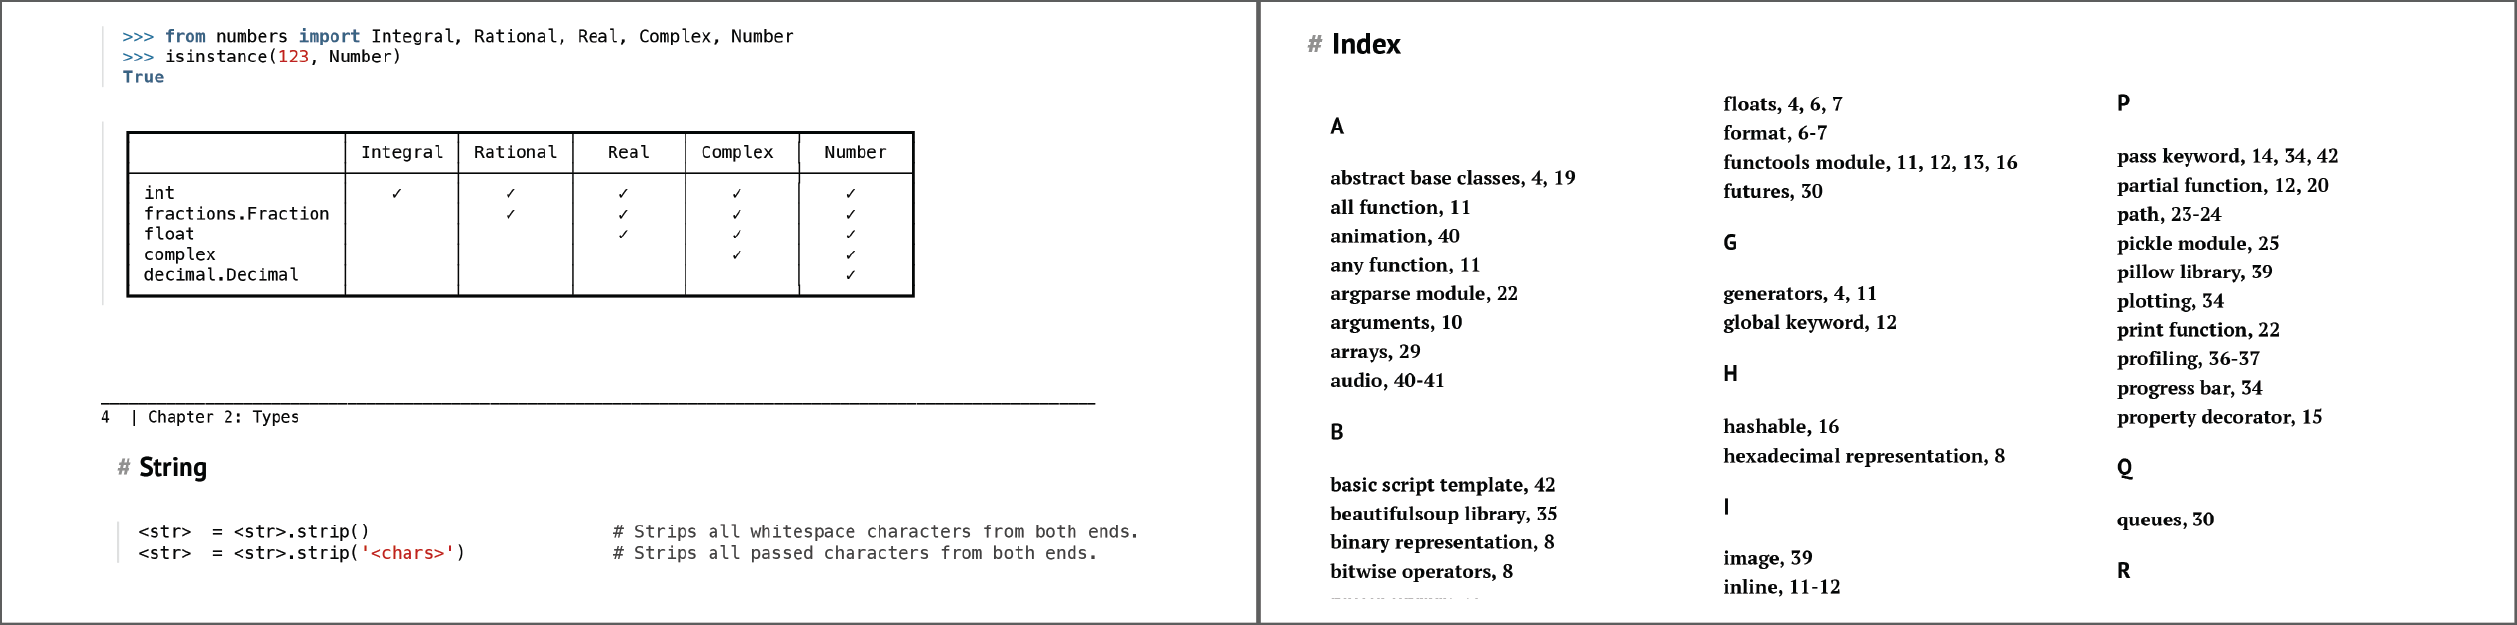 >>> from numbers import Integral, Rational, Real, Complex, Number
>>> isinstance(123, Number)
True
Integral Rational Real Complex Number
int ✓ ✓ ✓ ✓ ✓
fractions.Fraction ✓ ✓ ✓ ✓
float ✓ ✓ ✓
complex ✓ ✓
decimal.Decimal ✓
4 | Chapter 2: Types
# String
<str> = <str>.strip() # Strips all whitespace characters from both ends.
<str> = <str>.strip('<chars>') # Strips all passed characters from both ends.
# Index
A
abstract base classes, 4, 19
all function, 11
animation, 40
any function, 11
argparse module, 22
arguments, 10
arrays, 29
audio, 40-41
B
basic script template, 42
beautifulsoup library, 35
binary representation, 8
bitwise operators, 8
floats, 4, 6, 7
format, 6-7
functools module, 11, 12, 13, 16
futures, 30
G
generators, 4, 11
global keyword, 12
H
hashable, 16
hexadecimal representation, 8
I
image, 39
inline, 11-12
P
pass keyword, 14, 34, 42
partial function, 12, 20
path, 23-24
pickle module, 25
pillow library, 39
plotting, 34
print function, 22
profiling, 36-37
progress bar, 34
property decorator, 15
Q
queues, 30
R